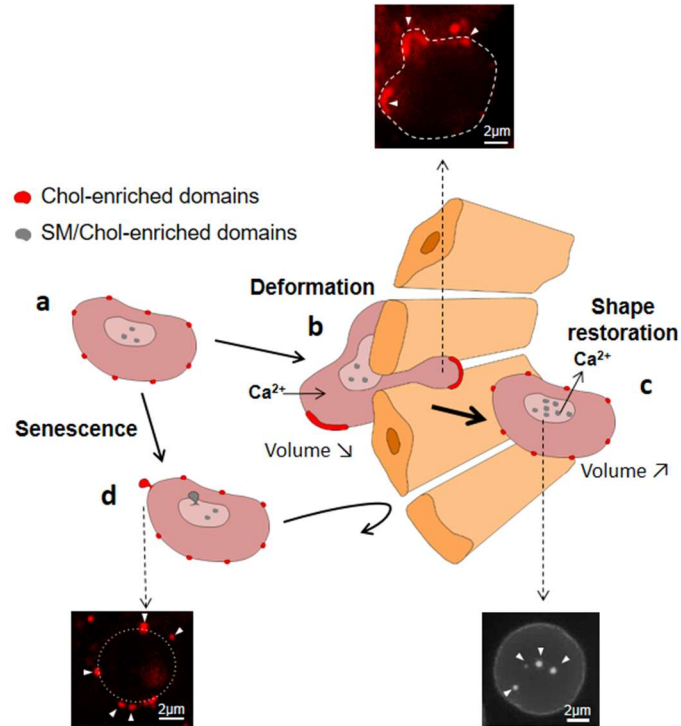 2µm
Chol-enriched domains
SM/Chol-enriched domains
a
Deformation
b
Shape
restoration
Ca²⁺
c
Ca²⁺
Senescence
Volume ↘
Volume ↗
d
2µm
2µm